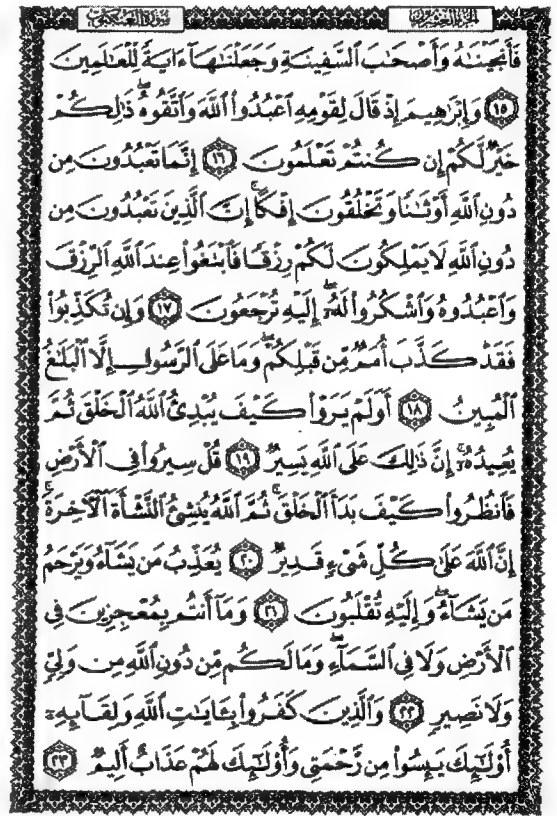 الجزء العشرون سورة العنكبوت
فَأَنجَيْنَٰهُ وَأَصْحَٰبَ ٱلسَّفِينَةِ وَجَعَلْنَٰهَآ ءَايَةً لِّلْعَٰلَمِينَ
١٥ وَإِبْرَٰهِيمَ إِذْ قَالَ لِقَوْمِهِ ٱعْبُدُوا۟ ٱللَّهَ وَٱتَّقُوهُ ۖ ذَٰلِكُمْ
خَيْرٌ لَّكُمْ إِن كُنتُمْ تَعْلَمُونَ ١٦ إِنَّمَا تَعْبُدُونَ مِن
دُونِ ٱللَّهِ أَوْثَٰنًا وَتَخْلُقُونَ إِفْكًا ۚ إِنَّ ٱلَّذِينَ تَعْبُدُونَ مِن
دُونِ ٱللَّهِ لَا يَمْلِكُونَ لَكُمْ رِزْقًا فَٱبْتَغُوا۟ عِندَ ٱللَّهِ ٱلرِّزْقَ
وَٱعْبُدُوهُ وَٱشْكُرُوا۟ لَهُۥٓ ۖ إِلَيْهِ تُرْجَعُونَ ١٧ وَإِن تُكَذِّبُوا۟
فَقَدْ كَذَّبَ أُمَمٌ مِّن قَبْلِكُمْ ۖ وَمَا عَلَى ٱلرَّسُولِ إِلَّا ٱلْبَلَٰغُ
ٱلْمُبِينُ ١٨ أَوَلَمْ يَرَوْا۟ كَيْفَ يُبْدِئُ ٱللَّهُ ٱلْخَلْقَ ثُمَّ
يُعِيدُهُۥٓ ۚ إِنَّ ذَٰلِكَ عَلَى ٱللَّهِ يَسِيرٌ ١٩ قُلْ سِيرُوا۟ فِى ٱلْأَرْضِ
فَٱنظُرُوا۟ كَيْفَ بَدَأَ ٱلْخَلْقَ ۚ ثُمَّ ٱللَّهُ يُنشِئُ ٱلنَّشْأَةَ ٱلْءَاخِرَةَ ۚ
إِنَّ ٱللَّهَ عَلَىٰ كُلِّ شَىْءٍ قَدِيرٌ ٢٠ يُعَذِّبُ مَن يَشَآءُ وَيَرْحَمُ
مَن يَشَآءُ ۖ وَإِلَيْهِ تُقْلَبُونَ ٢١ وَمَآ أَنتُم بِمُعْجِزِينَ فِى
ٱلْأَرْضِ وَلَا فِى ٱلسَّمَآءِ ۖ وَمَا لَكُم مِّن دُونِ ٱللَّهِ مِن وَلِىٍّ
وَلَا نَصِيرٍ ٢٢ وَٱلَّذِينَ كَفَرُوا۟ بِـَٔايَٰتِ ٱللَّهِ وَلِقَآئِهِۦٓ
أُو۟لَٰٓئِكَ يَئِسُوا۟ مِن رَّحْمَتِى وَأُو۟لَٰٓئِكَ لَهُمْ عَذَابٌ أَلِيمٌ ٢٣